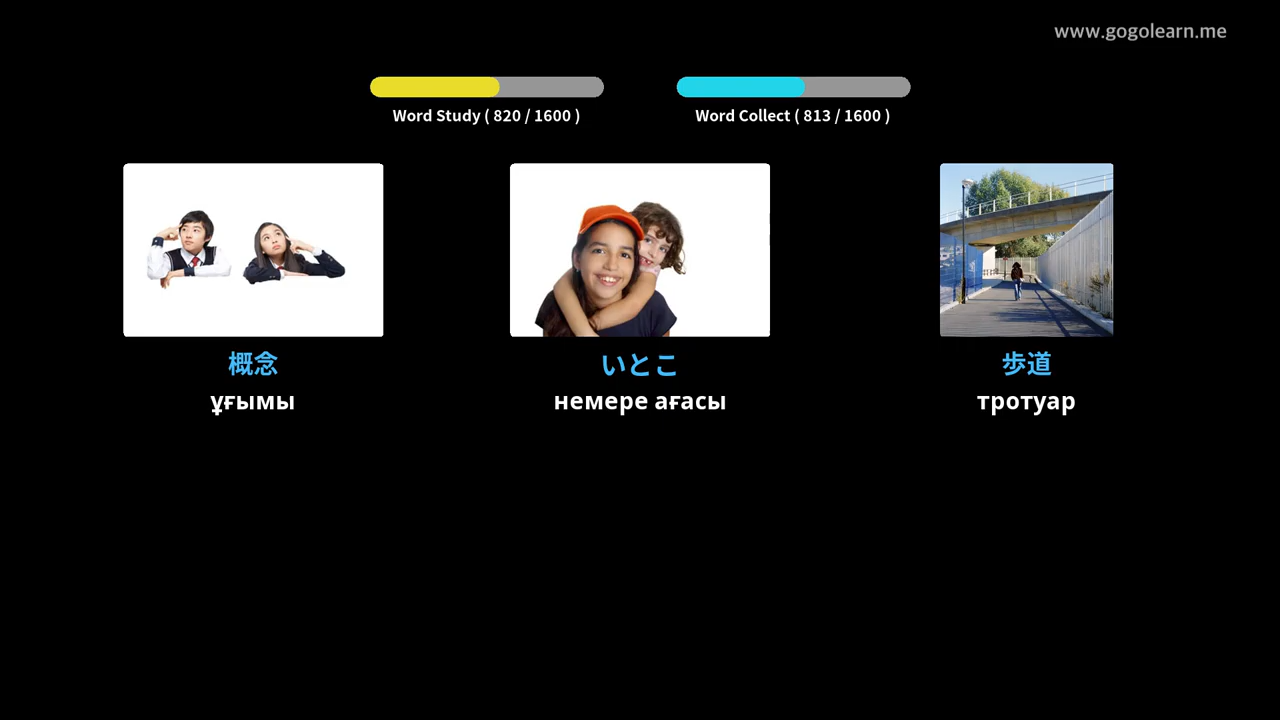 www.gogolearn.me
Word Study ( 820 / 1600 )
Word Collect ( 813 / 1600 )
概念
いとこ
歩道
ұғымы
немере ағасы
тротуар